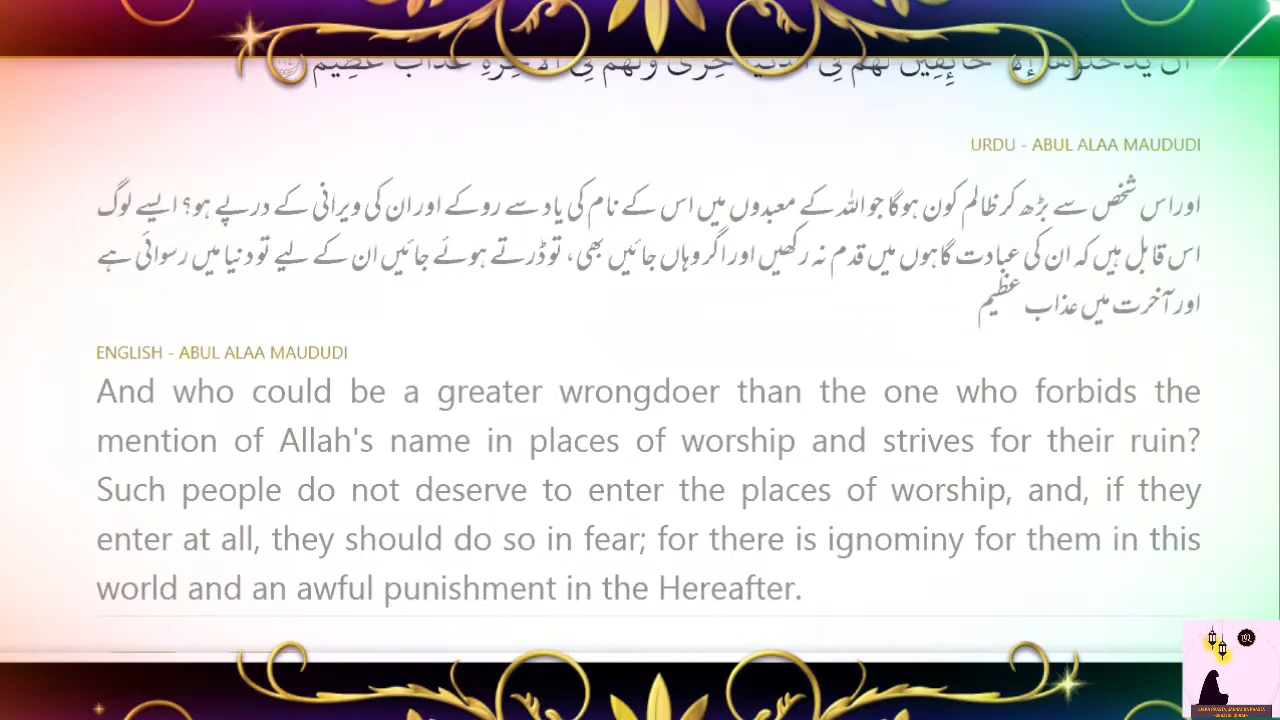 خَآئِفِينَ لَهُمْ فِى خِزْىٌ وَلَهُمْ فِى عَذَابٌ عَظِيمٌ
URDU - ABUL ALAA MAUDUDI
اور اس شخص سے بڑھ کر ظالم کون ہوگا جو اللہ کے معبدوں میں اس کے نام کی یاد سے روکے اور ان کی ویرانی کے درپے ہو؟ ایسے لوگ
اس قابل ہیں کہ ان کی عبادت گاہوں میں قدم نہ رکھیں اور اگر وہاں جائیں بھی، تو ڈرتے ہوئے جائیں ان کے لیے تو دنیا میں رسوائی ہے
اور آخرت میں عذاب عظیم
ENGLISH - ABUL ALAA MAUDUDI
And who could be a greater wrongdoer than the one who forbids the
mention of Allah's name in places of worship and strives for their ruin?
Such people do not deserve to enter the places of worship, and, if they
enter at all, they should do so in fear; for there is ignominy for them in this
world and an awful punishment in the Hereafter.